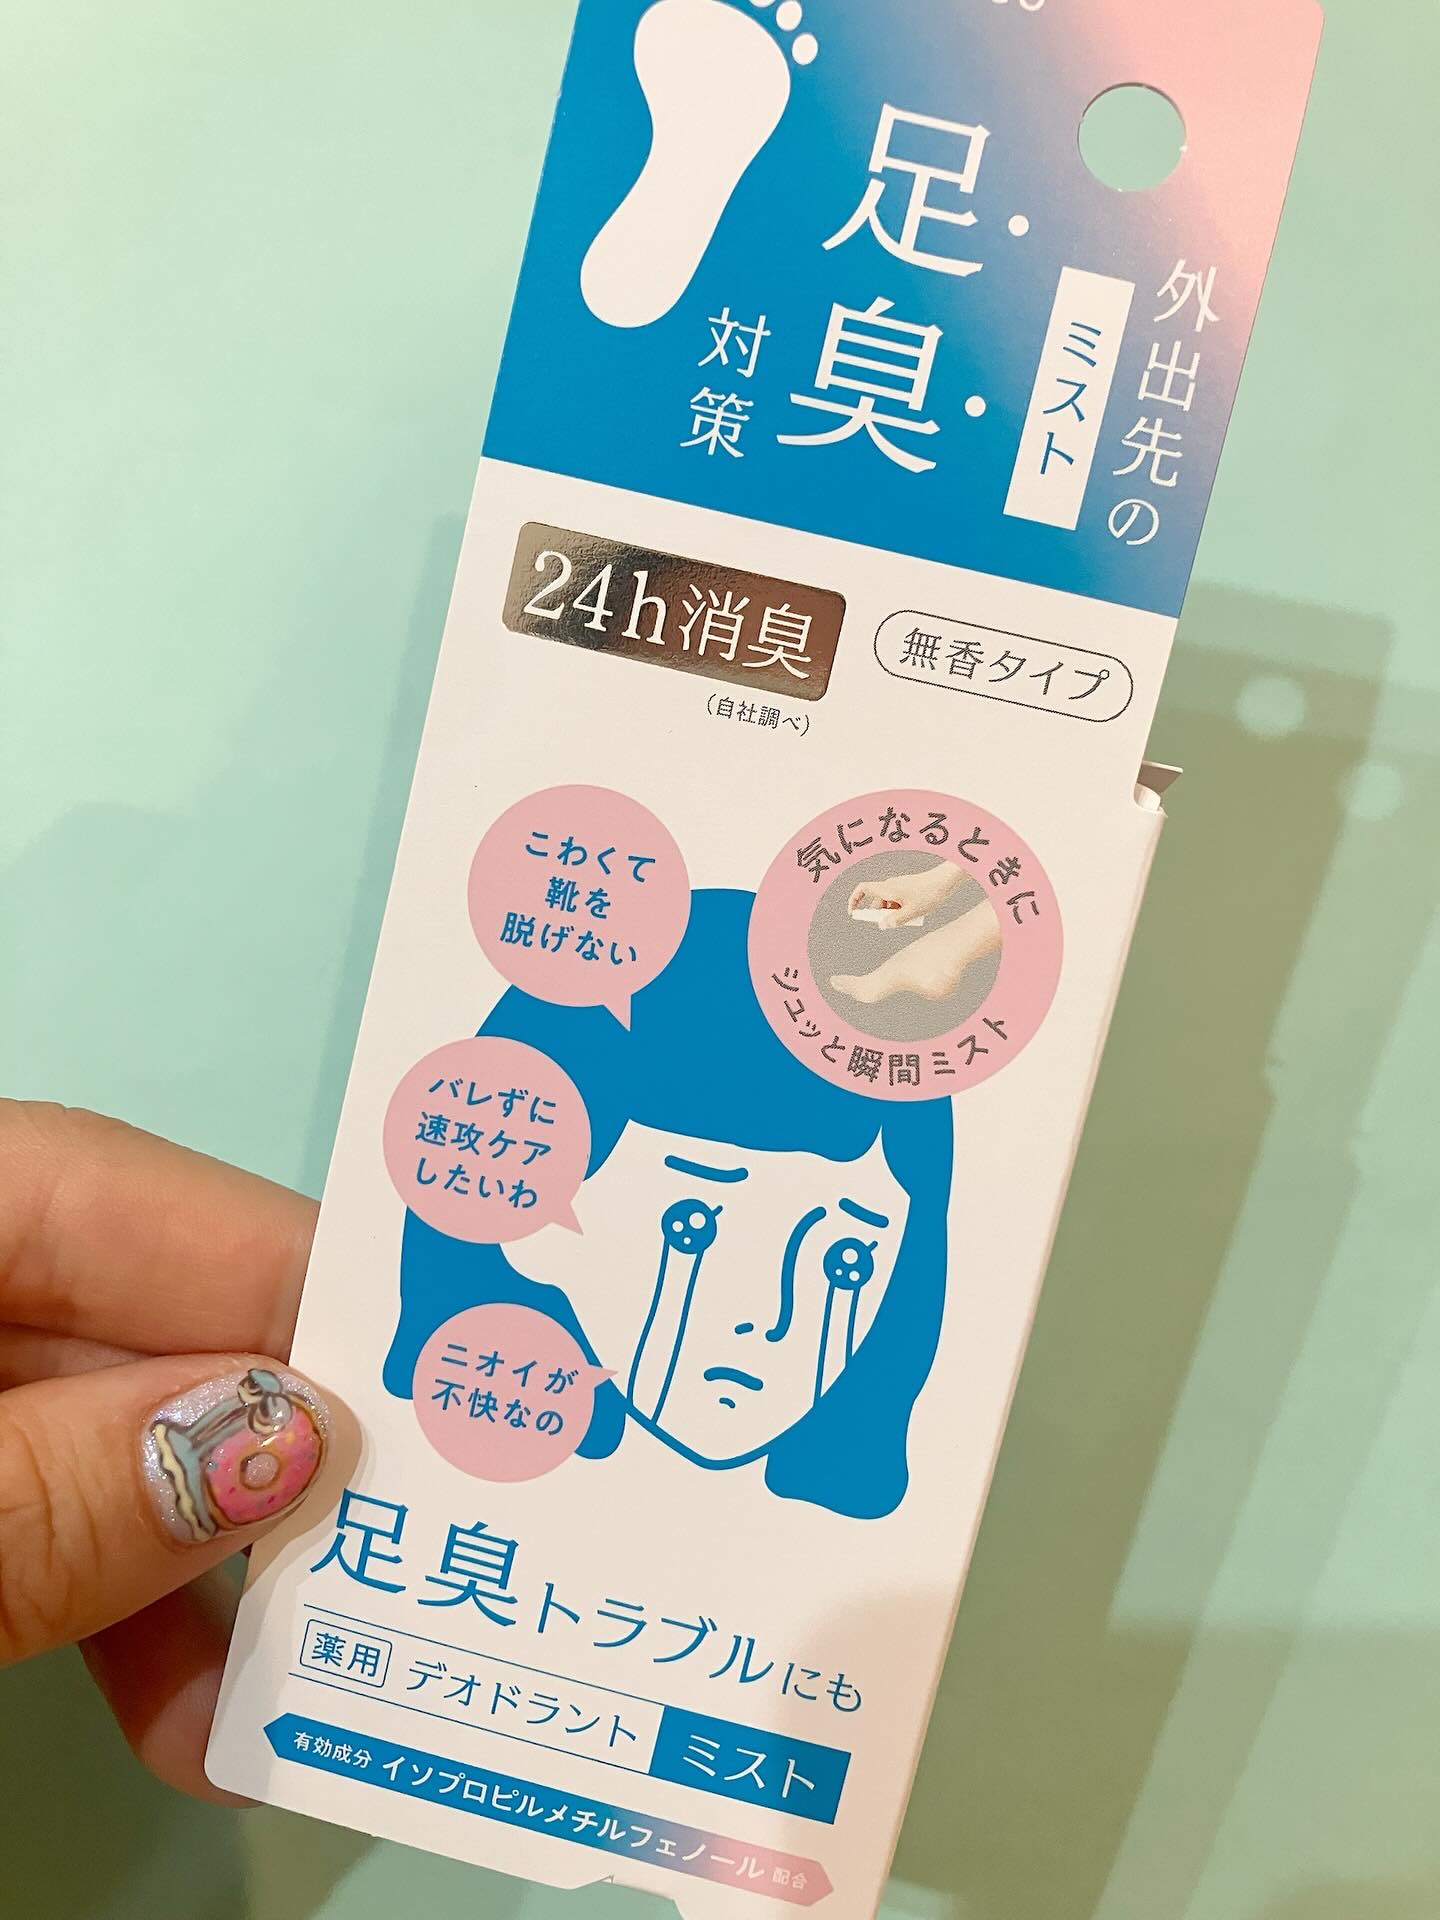 外出先の
ミスト
足・臭・
対策
24h消臭
(自社調べ)
無香タイプ
気になるときに
シュッと瞬間ミスト
こわくて
靴を
脱げない
バレずに
速攻ケア
したいわ
ニオイが
不快なの
足臭トラブルにも
薬用 デオドラント ミスト
有効成分 イソプロピルメチルフェノール 配合